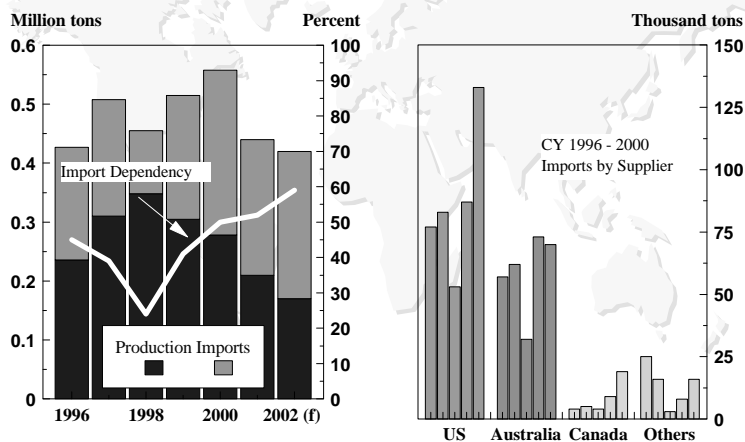 Million tons
Percent
0.6
0.5
0.4
0.3
0.2
0.1
0
100
90
80
70
60
50
40
30
20
10
0
Import Dependency
Production Imports
1996
1998
2000
2002 (f)
Thousand tons
150
125
100
75
50
25
0
CY 1996 - 2000
Imports by Supplier
US
Australia
Canada
Others